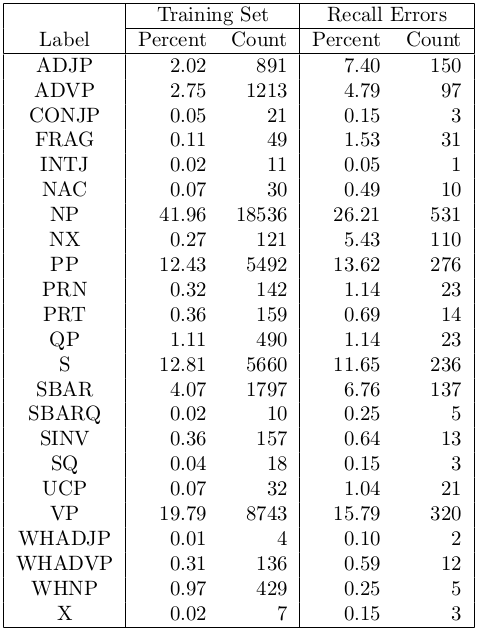 Training Set Recall Errors
Label Percent Count Percent Count
ADJP 2.02 891 7.40 150
ADVP 2.75 1213 4.79 97
CONJP 0.05 21 0.15 3
FRAG 0.11 49 1.53 31
INTJ 0.02 11 0.05 1
NAC 0.07 30 0.49 10
NP 41.96 18536 26.21 531
NX 0.27 121 5.43 110
PP 12.43 5492 13.62 276
PRN 0.32 142 1.14 23
PRT 0.36 159 0.69 14
QP 1.11 490 1.14 23
S 12.81 5660 11.65 236
SBAR 4.07 1797 6.76 137
SBARQ 0.02 10 0.25 5
SINV 0.36 157 0.64 13
SQ 0.04 18 0.15 3
UCP 0.07 32 1.04 21
VP 19.79 8743 15.79 320
WHADJP 0.01 4 0.10 2
WHADVP 0.31 136 0.59 12
WHNP 0.97 429 0.25 5
X 0.02 7 0.15 3